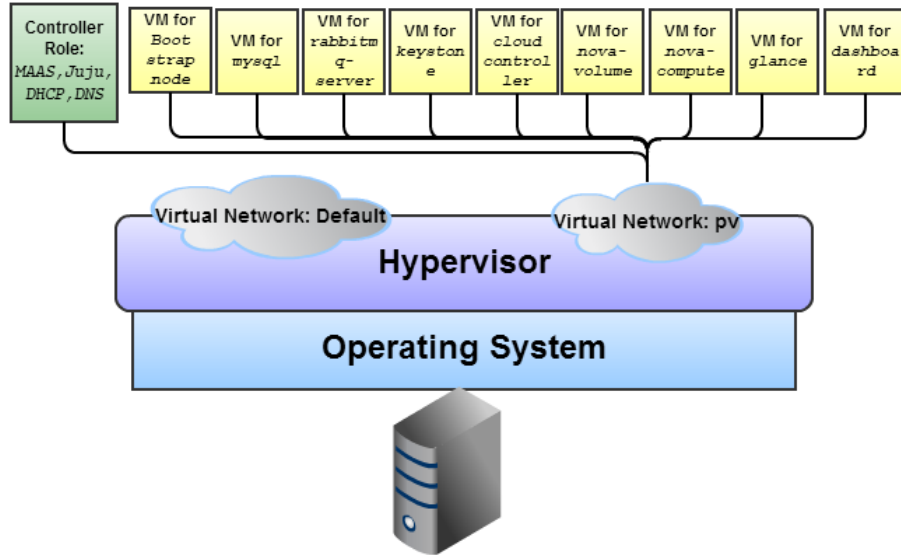 Controller
Role:
MAAS,Juju,
DHCP,DNS
VM for
Boot
strap
node
VM for
mysql
VM for
rabbitm
q-
server
VM for
keyston
e
VM for
cloud
control
ler
VM for
nova-
volume
VM for
nova-
compute
VM for
glance
VM for
dashboa
rd
Virtual Network: Default
Virtual Network: pv
Hypervisor
Operating System